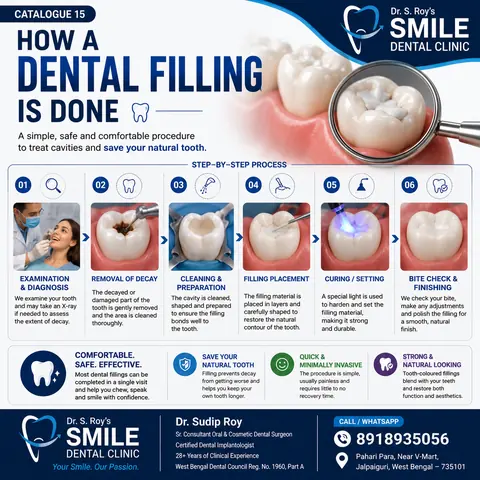 CATALOGUE 15
HOW A
DENTAL FILLING
IS DONE
A simple, safe and comfortable procedure
to treat cavities and save your natural tooth.
Dr. S. Roy's
SMILE
DENTAL CLINIC
STEP-BY-STEP PROCESS
01
EXAMINATION
& DIAGNOSIS
We examine your tooth
and may take an X-ray
if needed to assess
the extent of decay.
02
REMOVAL OF DECAY
The decayed or
damaged part of the
tooth is gently removed
and the area is cleaned
thoroughly.
03
CLEANING &
PREPARATION
The cavity is cleaned,
shaped and prepared
to ensure the filling
bonds well to the tooth.
04
FILLING PLACEMENT
The filling material is
placed in layers and
carefully shaped to
restore the natural
contour of the tooth.
05
CURING / SETTING
A special light is used
to harden and set the
filling material,
making it strong
and durable.
06
BITE CHECK &
FINISHING
We check your bite,
make any adjustments
and polish the filling for
a smooth, natural
finish.
COMFORTABLE.
SAFE. EFFECTIVE.
Most dental fillings can be
completed in a single visit
and help you chew, speak
and smile with confidence.
SAVE YOUR
NATURAL TOOTH
Filling prevents decay
from getting worse and
helps you keep your
own tooth longer.
QUICK &
MINIMALLY INVASIVE
The procedure is simple,
usually painless and
requires little to no
recovery time.
STRONG &
NATURAL LOOKING
Tooth-coloured fillings
blend with your teeth
and restore both
function and aesthetics.
Dr. S. Roy's
SMILE
DENTAL CLINIC
Your Smile. Our Passion.
Dr. Sudip Roy
Sr. Consultant Oral & Cosmetic Dental Surgeon
Certified Dental Implantologist
28+ Years of Clinical Experience
West Bengal Dental Council Reg. No. 1960, Part A
CALL / WHATSAPP
8918935056
Pahari Para, Near V-Mart,
Jalpaiguri, West Bengal – 735101